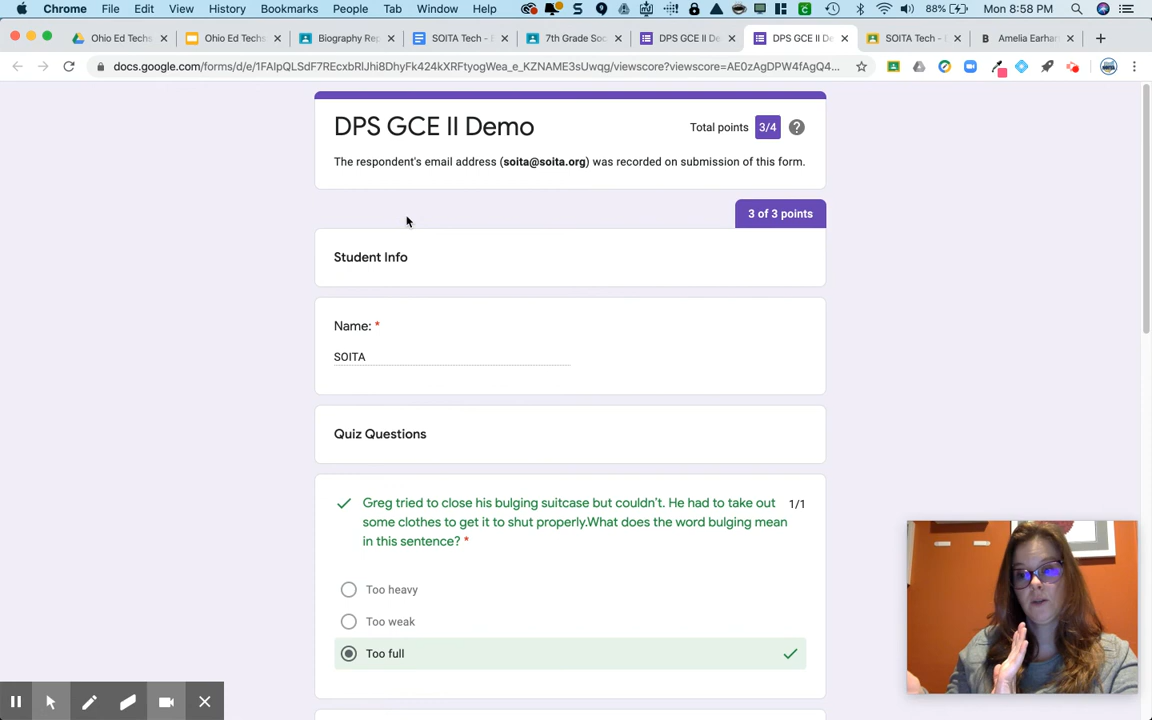 Chrome File Edit View History Bookmarks People Tab Window Help 88% Mon 8:58 PM
Ohio Ed Techs × Ohio Ed Techs × Biography Rep × SOITA Tech - × 7th Grade Soc × DPS GCE II De × DPS GCE II De × SOITA Tech - × Amelia Earhar × +
docs.google.com/forms/d/e/1FAIpQLSdF7REcxbRlJhi8DhyFk424kXRFtyogWea_e_KZNAME3sUwqg/viewscore?viewscore=AE0zAgDPW4fAgQ4...
DPS GCE II Demo
Total points 3/4 ?
The respondent's email address (soita@soita.org) was recorded on submission of this form.
3 of 3 points
Student Info
Name: *
SOITA
Quiz Questions
Greg tried to close his bulging suitcase but couldn't. He had to take out 1/1
some clothes to get it to shut properly.What does the word bulging mean
in this sentence? *
Too heavy
Too weak
Too full